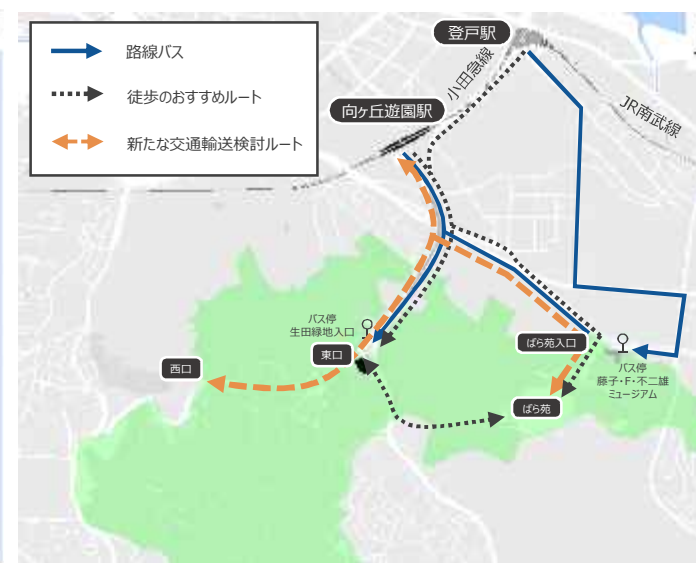 路線バス
徒歩のおすすめルート
新たな交通輸送検討ルート
登戸駅
小田急線
向ヶ丘遊園駅
JR南武線
バス停
生田緑地入口
東口
西口
ばら苑入口
バス停
藤子・F・不二雄
ミュージアム
ばら苑